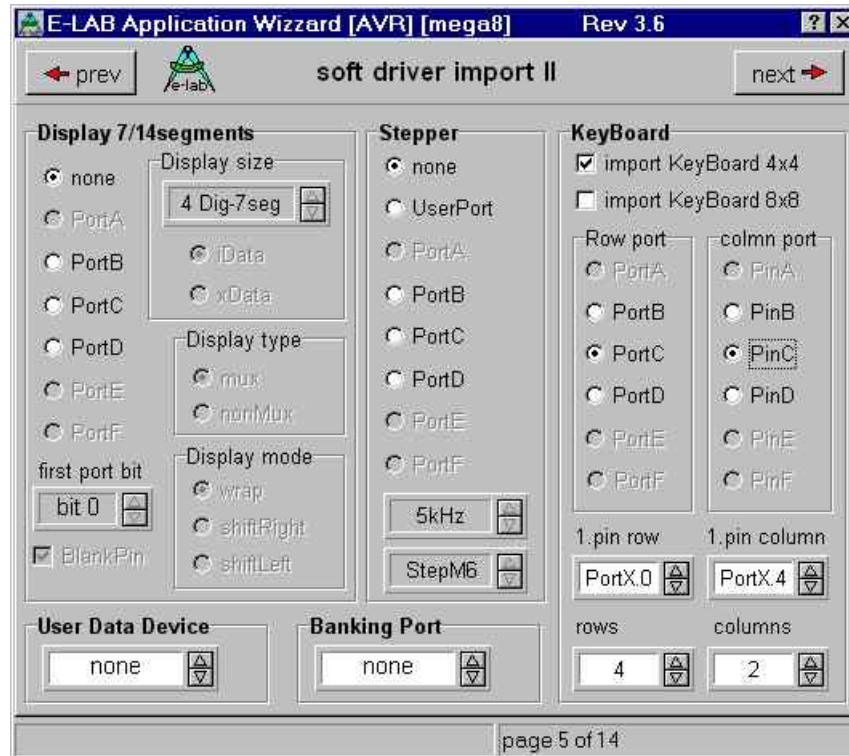 E-LAB Application Wizzard [AVR] [mega8] Rev 3.6
prev
e-lab
soft driver import II
next
Display 7/14segments
none
PortA
PortB
PortC
PortD
PortE
PortF
first port bit
bit 0
BlankPin
Display size
4 Dig-7seg
iData
xData
Display type
mux
nonMux
Display mode
wrap
shiftRight
shiftLeft
Stepper
none
UserPort
PortA
PortB
PortC
PortD
PortE
PortF
5kHz
StepM6
KeyBoard
import KeyBoard 4x4
import KeyBoard 8x8
Row port
PortA
PortB
PortC
PortD
PortE
PortF
colmn port
PinA
PinB
PinC
PinD
PinE
PinF
1.pin row
PortX.0
1.pin column
PortX.4
rows
4
columns
2
User Data Device
none
Banking Port
none
page 5 of 14